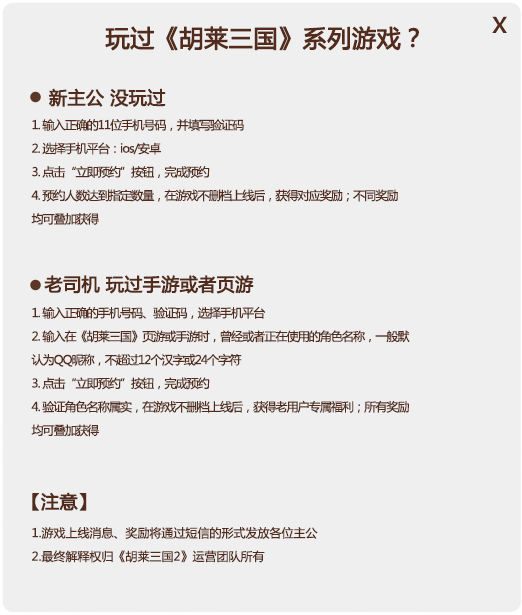 X
玩过《胡莱三国》系列游戏？
● 新主公 没玩过
1. 输入正确的11位手机号码，并填写验证码
2. 选择手机平台：ios/安卓
3. 点击“立即预约”按钮，完成预约
4. 预约人数达到指定数量，在游戏不删档上线后，获得对应奖励；不同奖励
均可叠加获得
● 老司机 玩过手游或者页游
1. 输入正确的手机号码、验证码，选择手机平台
2. 输入在《胡莱三国》页游或手游时，曾经或者正在使用的角色名称，一般默
认为QQ昵称，不超过12个汉字或24个字符
3. 点击“立即预约”按钮，完成预约
4. 验证角色名称属实，在游戏不删档上线后，获得老用户专属福利；所有奖励
均可叠加获得
【注意】
1.游戏上线消息、奖励将通过短信的形式发放各位主公
2.最终解释权归《胡莱三国2》运营团队所有